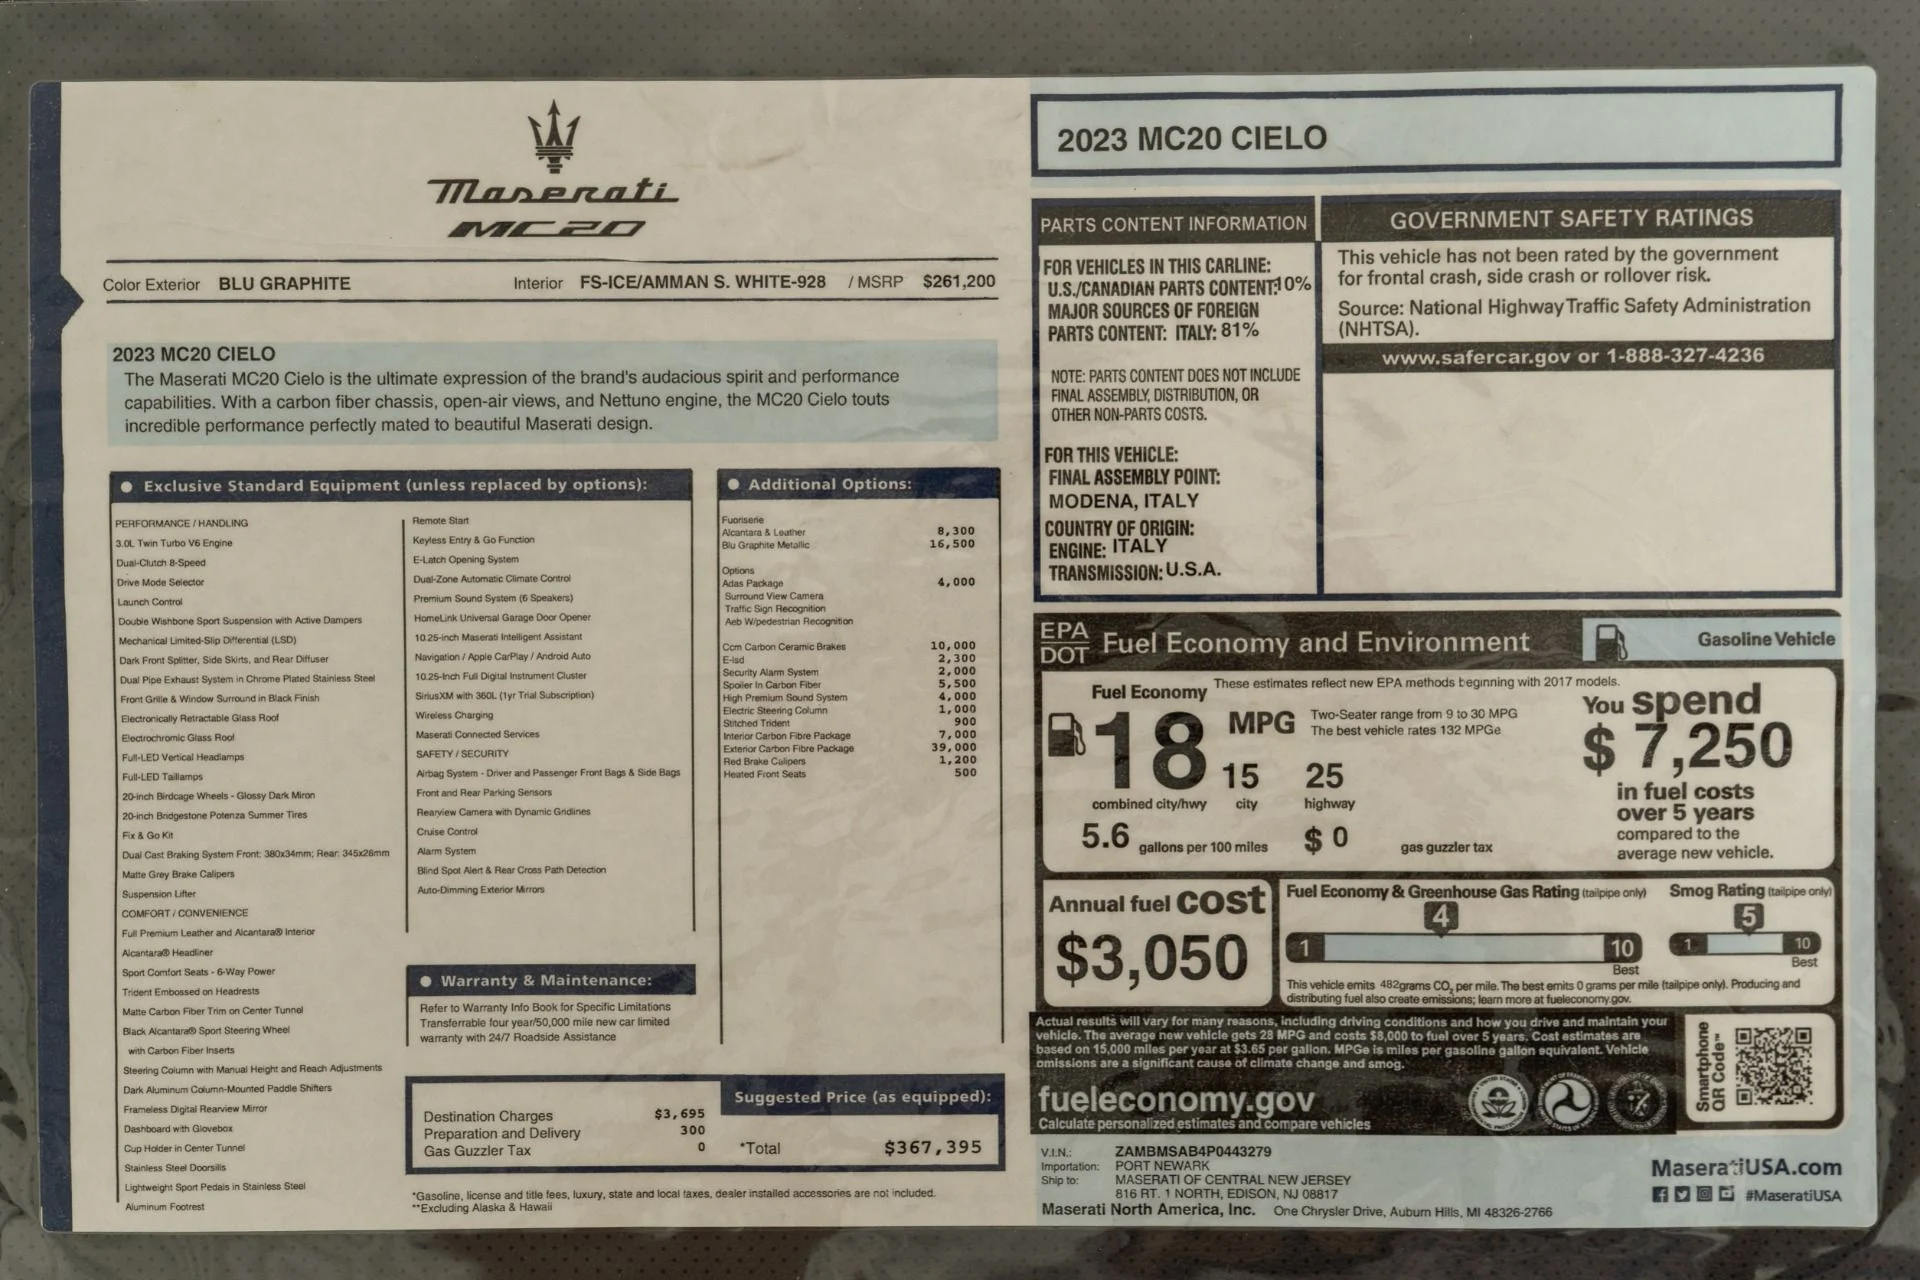 Maserati
MC20
Color Exterior BLU GRAPHITE Interior FS-ICE/AMMAN S. WHITE-928 / MSRP $261,200
2023 MC20 CIELO
The Maserati MC20 Cielo is the ultimate expression of the brand's audacious spirit and performance
capabilities. With a carbon fiber chassis, open-air views, and Nettuno engine, the MC20 Cielo touts
incredible performance perfectly mated to beautiful Maserati design.
● Exclusive Standard Equipment (unless replaced by options):
PERFORMANCE / HANDLING
3.0L Twin Turbo V6 Engine
Dual-Clutch 8-Speed
Drive Mode Selector
Launch Control
Double Wishbone Sport Suspension with Active Dampers
Mechanical Limited-Slip Differential (LSD)
Dark Front Splitter, Side Skirts, and Rear Diffuser
Dual Pipe Exhaust System in Chrome Plated Stainless Steel
Front Grille & Window Surround in Black Finish
Electronically Retractable Glass Roof
Electrochromic Glass Roof
Full-LED Vertical Headlamps
Full-LED Taillamps
20-inch Birdcage Wheels - Glossy Dark Miron
20-inch Bridgestone Potenza Summer Tires
Fix & Go Kit
Dual Cast Braking System Front: 380x34mm; Rear: 345x28mm
Matte Grey Brake Calipers
Suspension Lifter
COMFORT / CONVENIENCE
Full Premium Leather and Alcantara® Interior
Alcantara® Headliner
Sport Comfort Seats - 6-Way Power
Trident Embossed on Headrests
Matte Carbon Fiber Trim on Center Tunnel
Black Alcantara® Sport Steering Wheel
with Carbon Fiber Inserts
Steering Column with Manual Height and Reach Adjustments
Dark Aluminum Column-Mounted Paddle Shifters
Frameless Digital Rearview Mirror
Dashboard with Glovebox
Cup Holder in Center Tunnel
Stainless Steel Doorsills
Lightweight Sport Pedals in Stainless Steel
Aluminum Footrest
Remote Start
Keyless Entry & Go Function
E-Latch Opening System
Dual-Zone Automatic Climate Control
Premium Sound System (6 Speakers)
HomeLink Universal Garage Door Opener
10.25-inch Maserati Intelligent Assistant
Navigation / Apple CarPlay / Android Auto
10.25-Inch Full Digital Instrument Cluster
SiriusXM with 360L (1yr Trial Subscription)
Wireless Charging
Maserati Connected Services
SAFETY / SECURITY
Airbag System - Driver and Passenger Front Bags & Side Bags
Front and Rear Parking Sensors
Rearview Camera with Dynamic Gridlines
Cruise Control
Alarm System
Blind Spot Alert & Rear Cross Path Detection
Auto-Dimming Exterior Mirrors
● Warranty & Maintenance:
Refer to Warranty Info Book for Specific Limitations
Transferrable four year/50,000 mile new car limited
warranty with 24/7 Roadside Assistance
● Additional Options:
Fuoriserie
Alcantara & Leather 8,300
Blu Graphite Metallic 16,500
Options
Adas Package 4,000
Surround View Camera
Traffic Sign Recognition
Aeb W/pedestrian Recognition
Ccm Carbon Ceramic Brakes 10,000
E-lsd 2,300
Security Alarm System 2,000
Spoiler In Carbon Fiber 5,500
High Premium Sound System 4,000
Electric Steering Column 1,000
Stitched Trident 900
Interior Carbon Fibre Package 7,000
Exterior Carbon Fibre Package 39,000
Red Brake Calipers 1,200
Heated Front Seats 500
Destination Charges $3,695
Preparation and Delivery 300
Gas Guzzler Tax 0
Suggested Price (as equipped):
*Total $367,395
*Gasoline, license and title fees, luxury, state and local taxes, dealer installed accessories are not included.
**Excluding Alaska & Hawaii
2023 MC20 CIELO
PARTS CONTENT INFORMATION
FOR VEHICLES IN THIS CARLINE:
U.S./CANADIAN PARTS CONTENT: 10%
MAJOR SOURCES OF FOREIGN
PARTS CONTENT: ITALY: 81%
NOTE: PARTS CONTENT DOES NOT INCLUDE
FINAL ASSEMBLY, DISTRIBUTION, OR
OTHER NON-PARTS COSTS.
FOR THIS VEHICLE:
FINAL ASSEMBLY POINT:
MODENA, ITALY
COUNTRY OF ORIGIN:
ENGINE: ITALY
TRANSMISSION: U.S.A.
GOVERNMENT SAFETY RATINGS
This vehicle has not been rated by the government
for frontal crash, side crash or rollover risk.
Source: National Highway Traffic Safety Administration
(NHTSA).
www.safercar.gov or 1-888-327-4236
EPA
DOT Fuel Economy and Environment
Gasoline Vehicle
Fuel Economy
These estimates reflect new EPA methods beginning with 2017 models.
18 MPG
Two-Seater range from 9 to 30 MPG
The best vehicle rates 132 MPGe
15 25
combined city/hwy city highway
5.6 gallons per 100 miles $ 0 gas guzzler tax
You spend
$ 7,250
in fuel costs
over 5 years
compared to the
average new vehicle.
Annual fuel cost
$3,050
Fuel Economy & Greenhouse Gas Rating (tailpipe only)
4
1 10
Best
Smog Rating (tailpipe only)
5
1 10
Best
This vehicle emits 482grams CO2 per mile. The best emits 0 grams per mile (tailpipe only). Producing and
distributing fuel also create emissions; learn more at fueleconomy.gov.
Actual results will vary for many reasons, including driving conditions and how you drive and maintain your
vehicle. The average new vehicle gets 28 MPG and costs $8,000 to fuel over 5 years. Cost estimates are
based on 15,000 miles per year at $3.65 per gallon. MPGe is miles per gasoline gallon equivalent. Vehicle
omissions are a significant cause of climate change and smog.
fueleconomy.gov
Calculate personalized estimates and compare vehicles
Smartphone
QR Code™
V.I.N.: ZAMBMSAB4P0443279
Importation: PORT NEWARK
Ship to: MASERATI OF CENTRAL NEW JERSEY
816 RT. 1 NORTH, EDISON, NJ 08817
Maserati North America, Inc. One Chrysler Drive, Auburn Hills, MI 48326-2766
MaseratiUSA.com
#MaseratiUSA